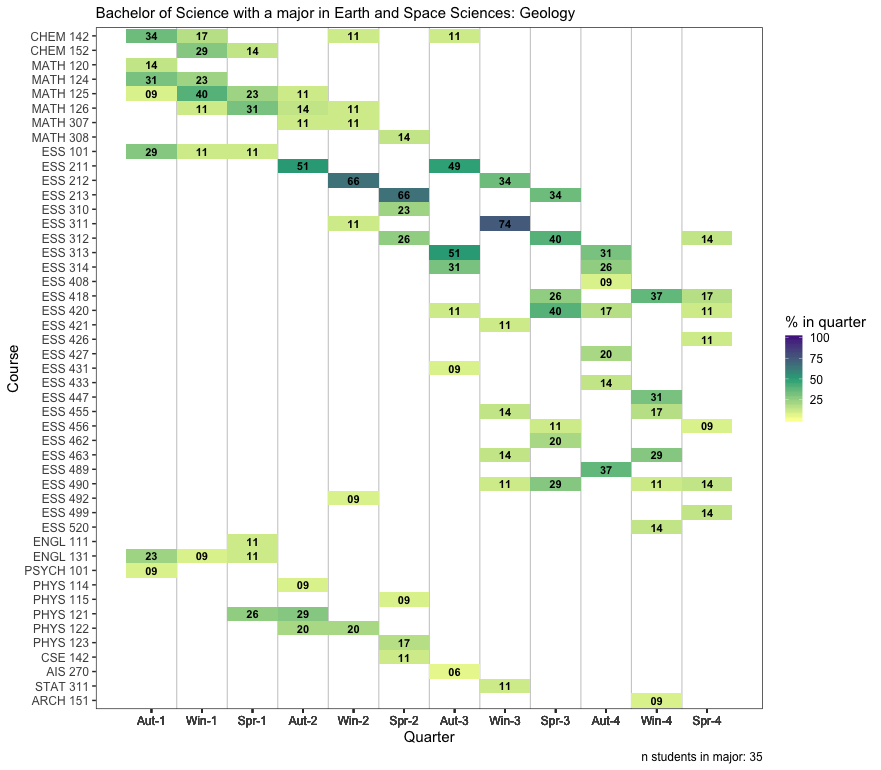 Bachelor of Science with a major in Earth and Space Sciences: Geology
CHEM 142 34 17 11 11
CHEM 152 29 14
MATH 120 14
MATH 124 31 23
MATH 125 09 40 23 11
MATH 126 11 31 14 11
MATH 307 11 11
MATH 308 14
ESS 101 29 11 11
ESS 211 51 49
ESS 212 66 34
ESS 213 66 34
ESS 310 23
ESS 311 11 74
ESS 312 26 40 14
ESS 313 51 31
ESS 314 31 26
ESS 408 09
ESS 418 26 37 17
ESS 420 11 40 17 11
ESS 421 11
ESS 426 11
ESS 427 20
ESS 431 09
ESS 433 14
ESS 447 31
ESS 455 14 17
ESS 456 11 09
ESS 462 20
ESS 463 14 29
ESS 489 37
ESS 490 11 29 11 14
ESS 492 09
ESS 499 14
ESS 520 14
ENGL 111 11
ENGL 131 23 09 11
PSYCH 101 09
PHYS 114 09
PHYS 115 09
PHYS 121 26 29
PHYS 122 20 20
PHYS 123 17
CSE 142 11
AIS 270 06
STAT 311 11
ARCH 151 09
Aut-1 Win-1 Spr-1 Aut-2 Win-2 Spr-2 Aut-3 Win-3 Spr-3 Aut-4 Win-4 Spr-4
Quarter
Course
% in quarter
100
75
50
25
n students in major: 35